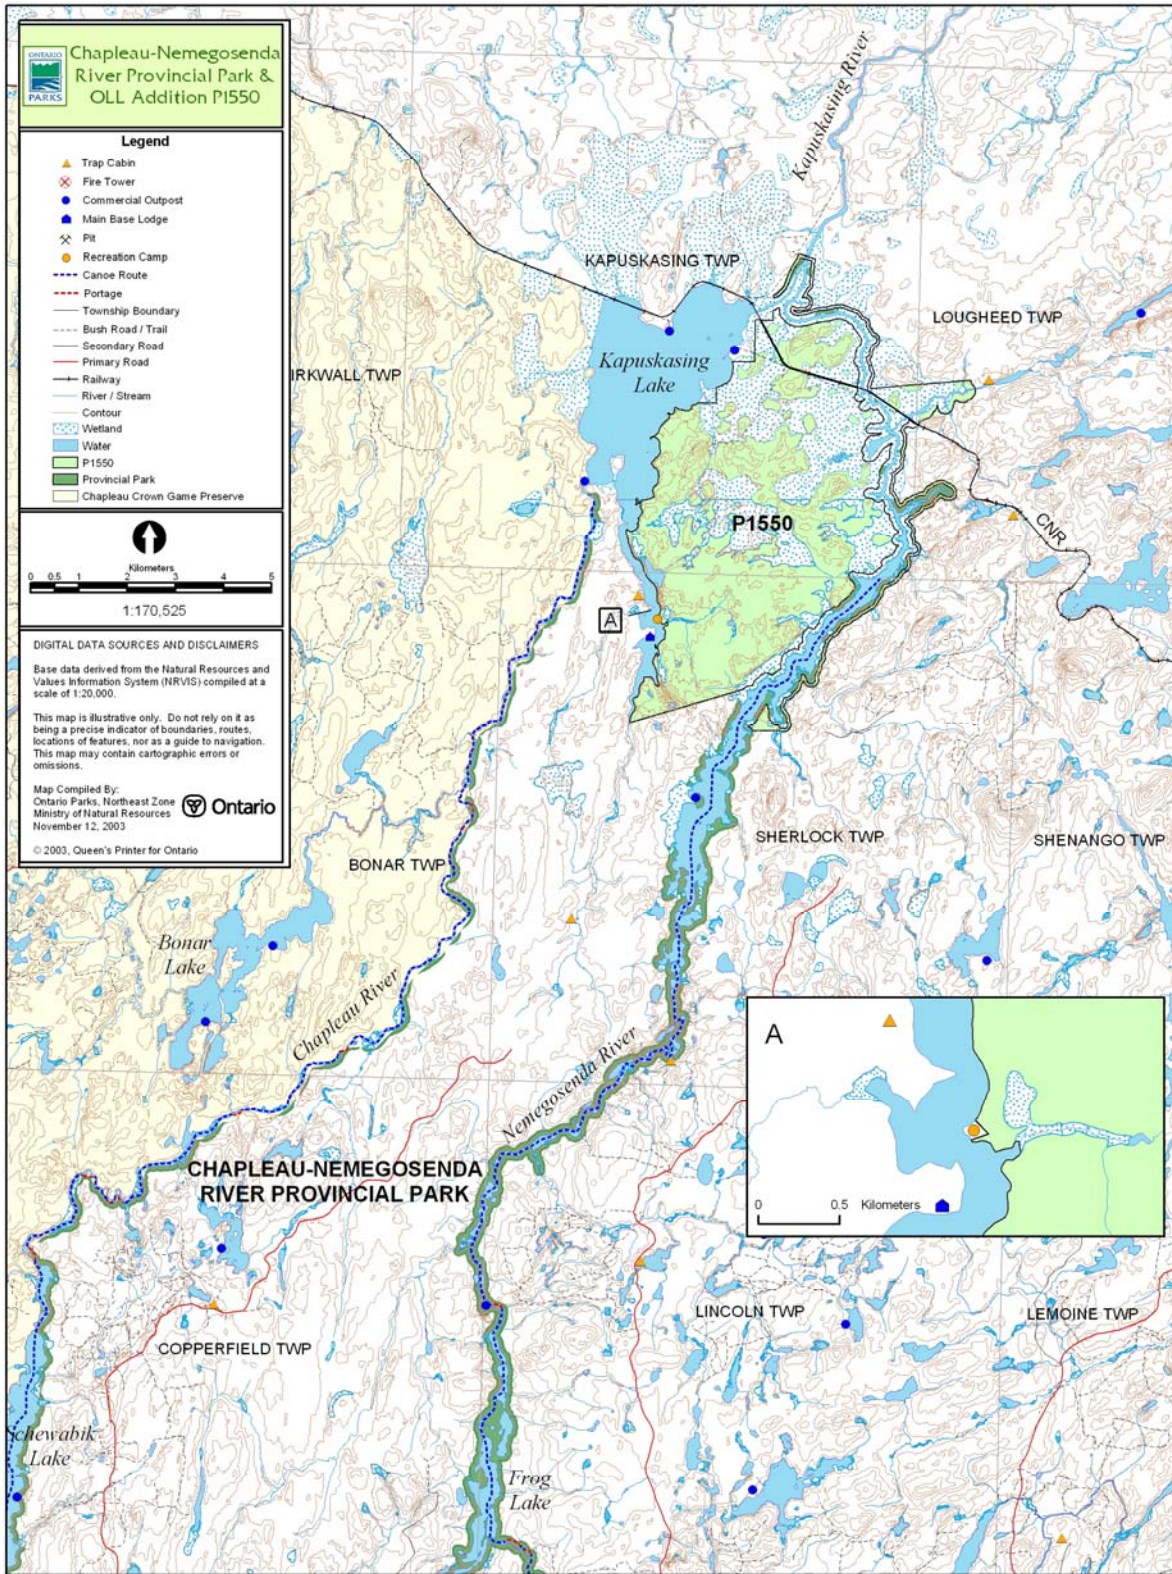 ONTARIO
PARKS
Chapleau-Nemegosenda
River Provincial Park &
OLL Addition P1550
Legend
Trap Cabin
Fire Tower
Commercial Outpost
Main Base Lodge
Pit
Recreation Camp
Canoe Route
Portage
Township Boundary
Bush Road / Trail
Secondary Road
Primary Road
Railway
River / Stream
Contour
Wetland
Water
P1550
Provincial Park
Chapleau Crown Game Preserve
Kilometers
0 0.5 1 2 3 4 5
1:170,525
DIGITAL DATA SOURCES AND DISCLAIMERS
Base data derived from the Natural Resources and
Values Information System (NRVIS) compiled at a
scale of 1:20,000.
This map is illustrative only. Do not rely on it as
being a precise indicator of boundaries, routes,
locations of features, nor as a guide to navigation.
This map may contain cartographic errors or
omissions.
Map Compiled By:
Ontario Parks, Northeast Zone
Ministry of Natural Resources
November 12, 2003
Ontario
© 2003, Queen's Printer for Ontario
Kapuskasing River
KAPUSKASING TWP
LOUGHEED TWP
Kapuskasing
Lake
IRKWALL TWP
P1550
CNR
A
SHERLOCK TWP
SHENANGO TWP
BONAR TWP
Bonar
Lake
Chapleau River
Nemegosenda River
A
0 0.5 Kilometers
CHAPLEAU-NEMEGOSENDA
RIVER PROVINCIAL PARK
LINCOLN TWP
LEMOINE TWP
COPPERFIELD TWP
Schewabik
Lake
Frog
Lake